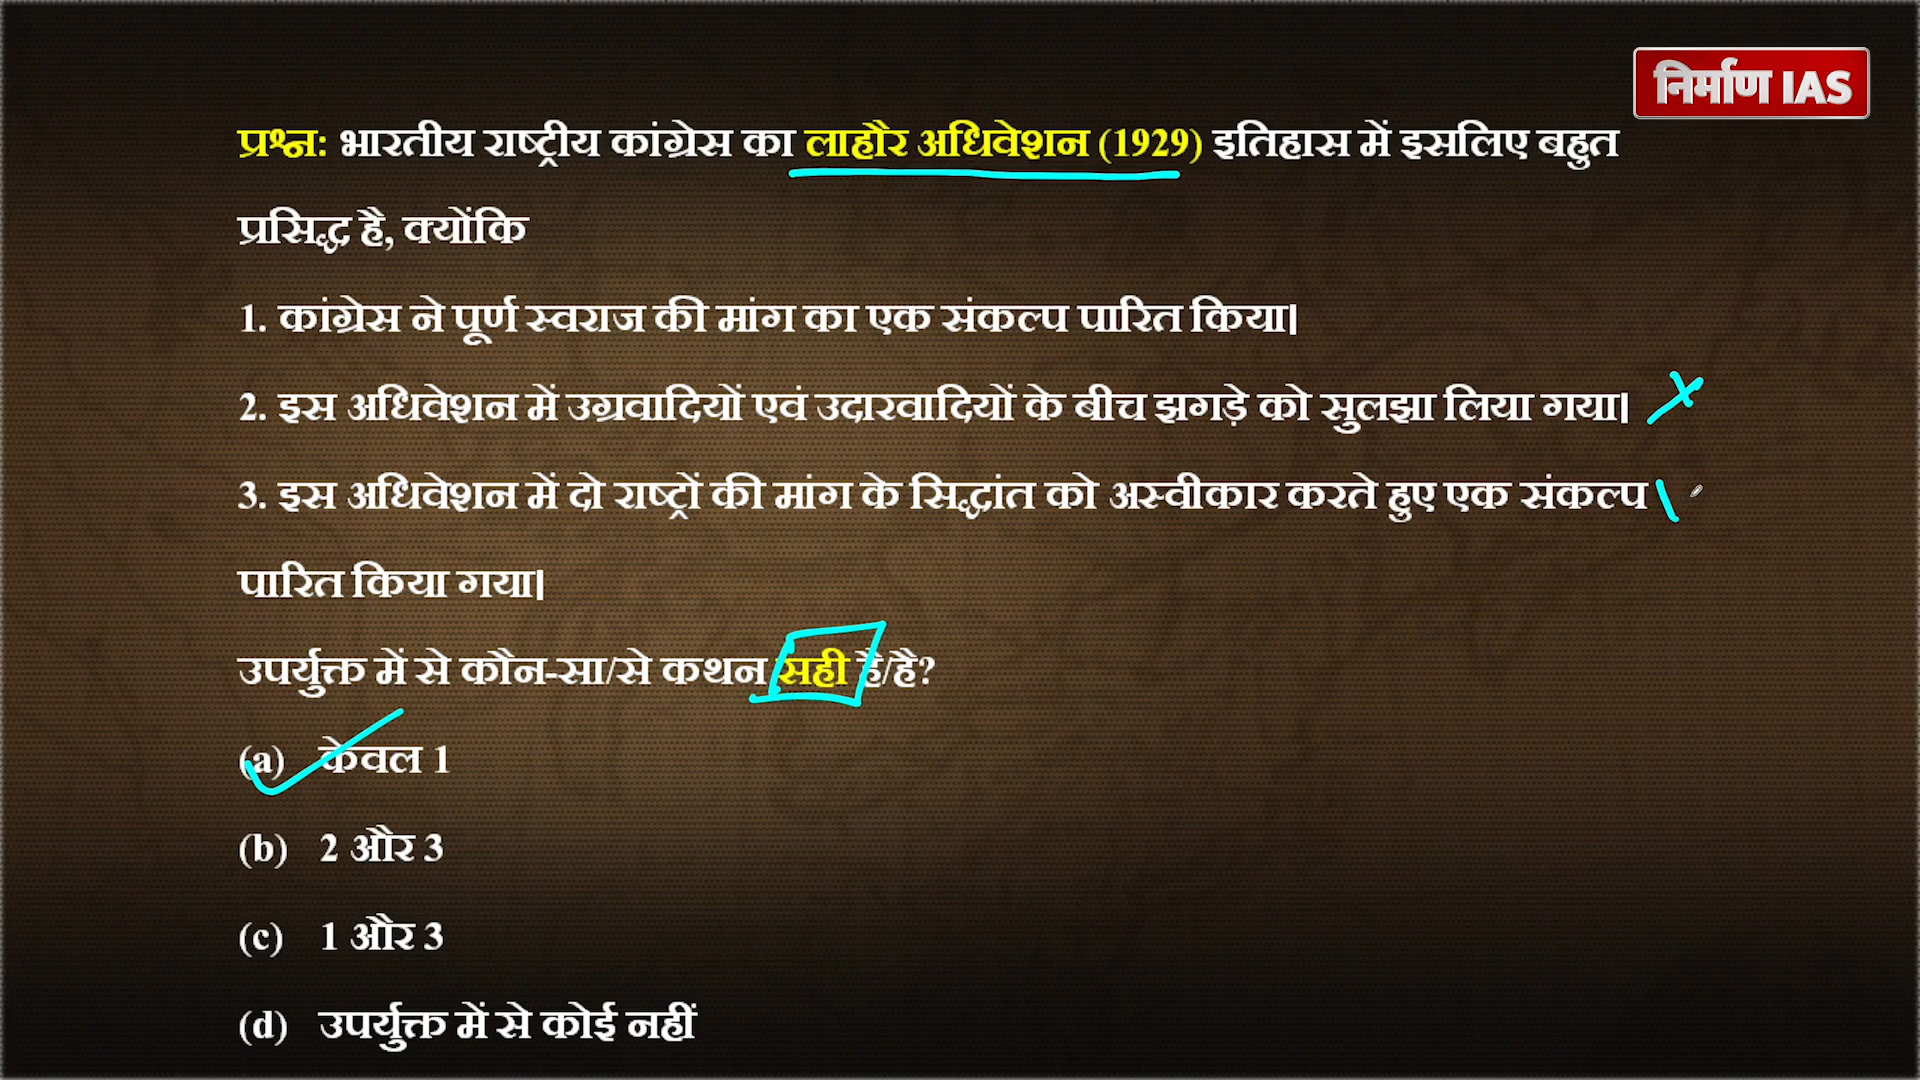 निर्माण IAS
प्रश्न: भारतीय राष्ट्रीय कांग्रेस का लाहौर अधिवेशन (1929) इतिहास में इसलिए बहुत
प्रसिद्ध है, क्योंकि
1. कांग्रेस ने पूर्ण स्वराज की मांग का एक संकल्प पारित किया।
2. इस अधिवेशन में उग्रवादियों एवं उदारवादियों के बीच झगड़े को सुलझा लिया गया।
3. इस अधिवेशन में दो राष्ट्रों की मांग के सिद्धांत को अस्वीकार करते हुए एक संकल्प
पारित किया गया।
उपर्युक्त में से कौन-सा/से कथन सही है/है?
(a) केवल 1
(b) 2 और 3
(c) 1 और 3
(d) उपर्युक्त में से कोई नहीं